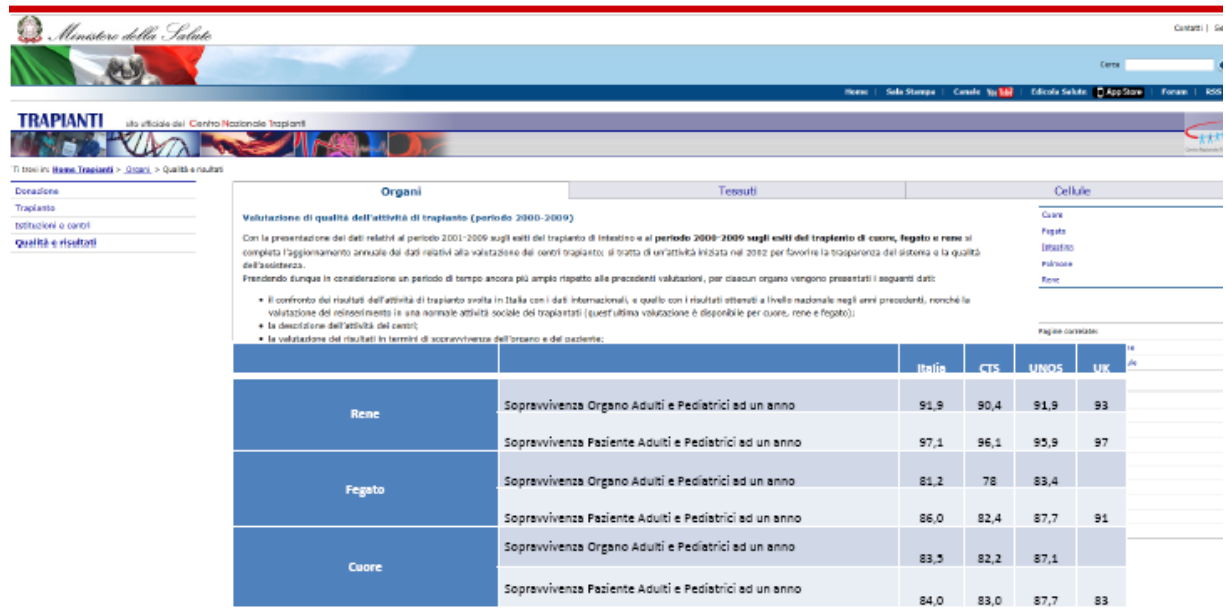 Ministero della Salute
Contatti |
Cerca
Home | Sala Stampa | Canale You Tube | Edicola Salute | App Store | Forum | RSS
TRAPIANTI sito ufficiale del Centro Nazionale Trapianti
Ti trovi in: Home Trapianti > Organi > Qualità e risultati
Donazione
Trapianto
Istituzioni e centri
Qualità e risultati
Organi
Tessuti
Cellule
Valutazione di qualità dell'attività di trapianto (periodo 2000-2009)
Con la presentazione dei dati relativi al periodo 2001-2009 sugli esiti del trapianto di intestino e al periodo 2000-2009 sugli esiti del trapianto di cuore, fegato e rene si
completa l'aggiornamento annuale dei dati relativi alla valutazione dei centri trapianto; si tratta di un'attività iniziata nel 2002 per favorire la trasparenza del sistema e la qualità
dell'assistenza.
Prendendo dunque in considerazione un periodo di tempo ancora più ampio rispetto alle precedenti valutazioni, per ciascun organo vengono presentati i seguenti dati:
• il confronto dei risultati dell'attività di trapianto svolta in Italia con i dati internazionali, e quello con i risultati ottenuti a livello nazionale negli anni precedenti, nonché la
valutazione del reinserimento in una normale attività sociale dei trapiantati (quest'ultima valutazione è disponibile per cuore, rene e fegato);
• la descrizione dell'attività dei centri;
• la valutazione dei risultati in termini di sopravvivenza dell'organo e del paziente;
Cuore
Fegato
Intestino
Polmone
Rene
Pagine correlate:
Italia CTS UNOS UK
Rene
Sopravvivenza Organo Adulti e Pediatrici ad un anno 91,9 90,4 91,9 93
Sopravvivenza Paziente Adulti e Pediatrici ad un anno 97,1 96,1 95,9 97
Fegato
Sopravvivenza Organo Adulti e Pediatrici ad un anno 81,2 78 83,4
Sopravvivenza Paziente Adulti e Pediatrici ad un anno 86,0 82,4 87,7 91
Cuore
Sopravvivenza Organo Adulti e Pediatrici ad un anno 83,5 82,2 87,1
Sopravvivenza Paziente Adulti e Pediatrici ad un anno 84,0 83,0 87,7 83